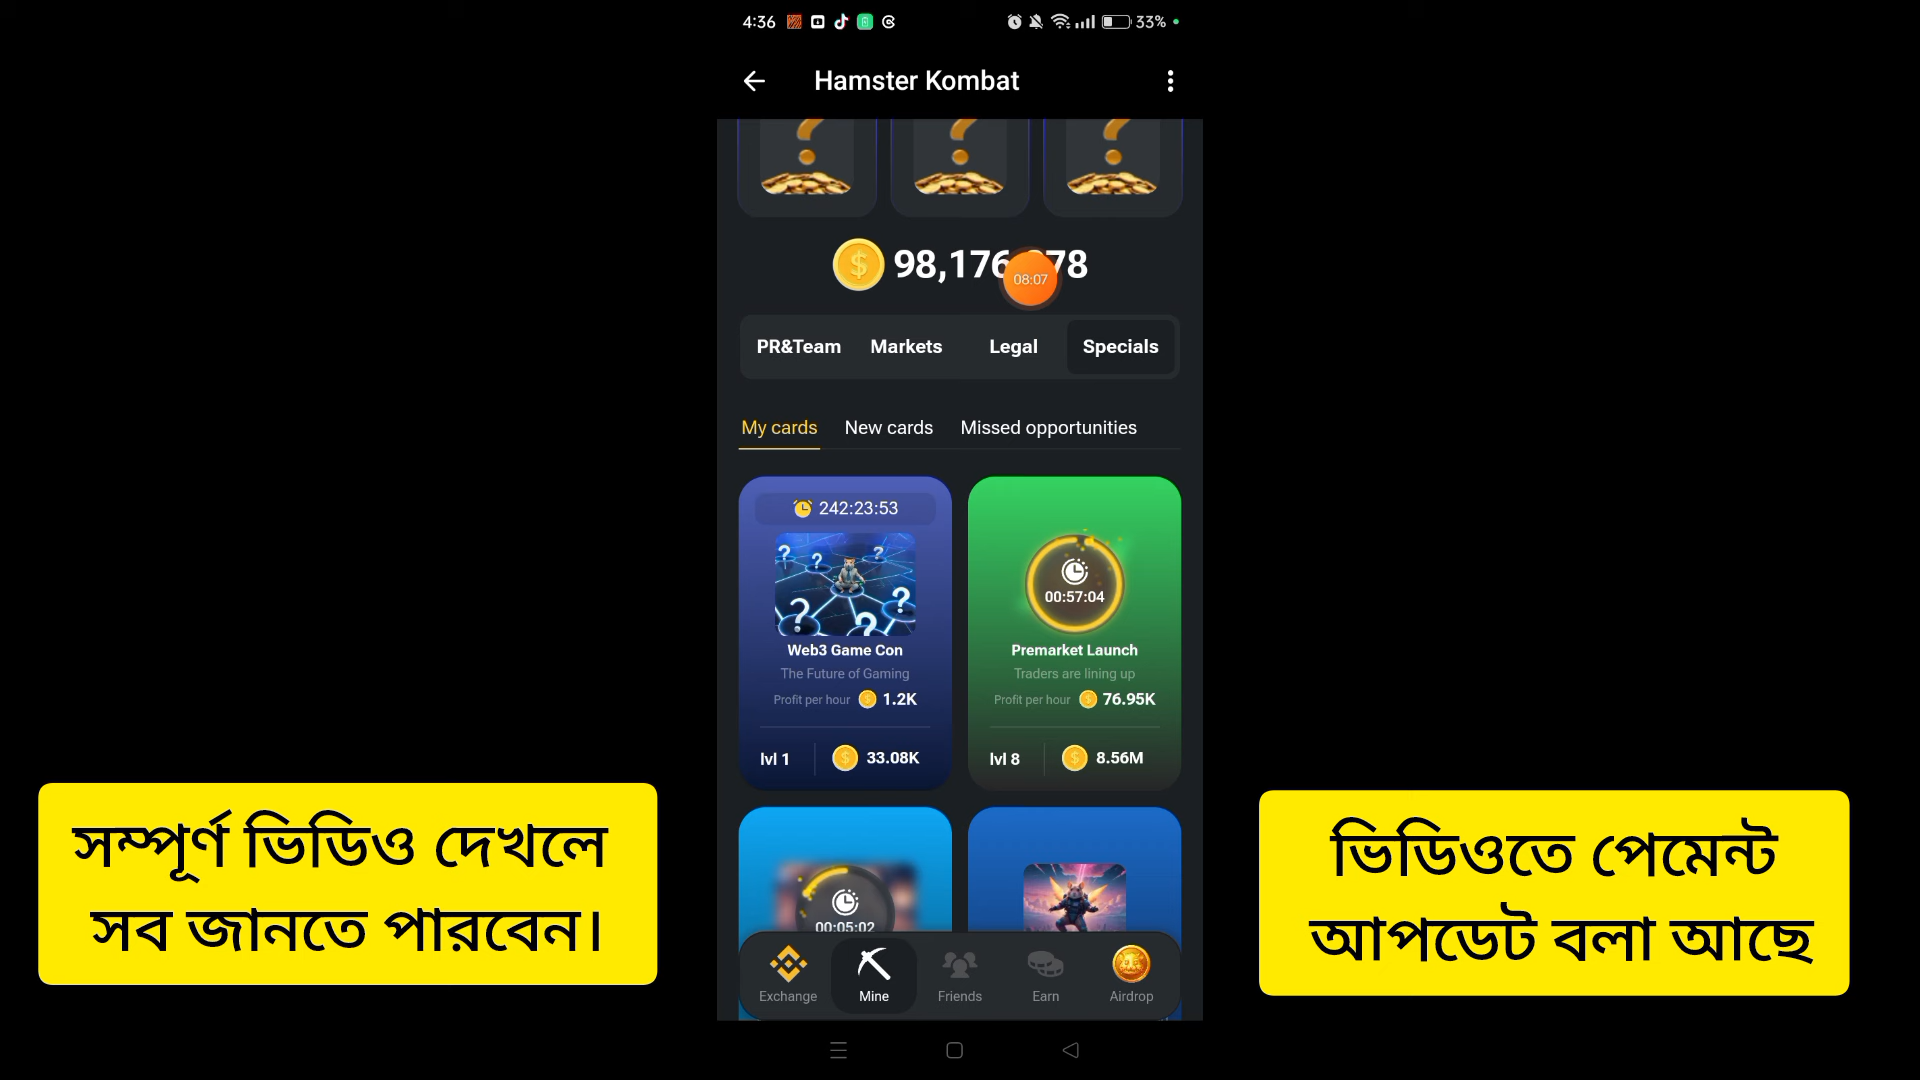 4:36
33%
Hamster Kombat
08:07
PR&Team Markets Legal Specials
My cards New cards Missed opportunities
242:23:53
Web3 Game Con
The Future of Gaming
Profit per hour 1.2K
lvl 1 33.08K
00:57:04
Premarket Launch
Traders are lining up
Profit per hour 76.95K
lvl 8 8.56M
00:05:02
Exchange Mine Friends Earn Airdrop
সম্পূর্ণ ভিডিও দেখলে
সব জানতে পারবেন।
ভিডিওতে পেমেন্ট
আপডেট বলা আছে